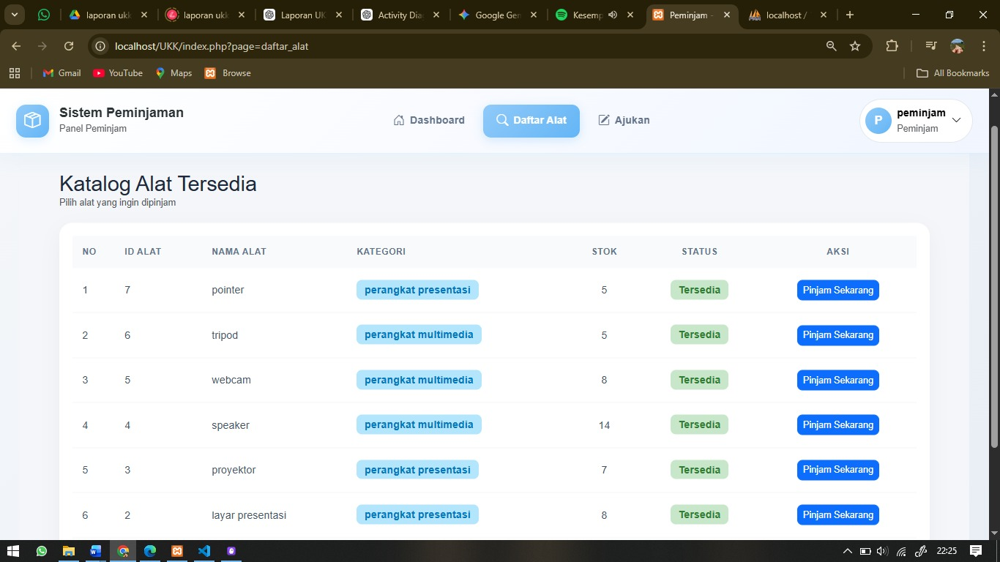 laporan ukk
laporan ukk
Laporan UK
Activity Dia
Google Gen
Kesemp
Peminjam -
localhost /
localhost/UKK/index.php?page=daftar_alat
Gmail
YouTube
Maps
Browse
All Bookmarks
Sistem Peminjaman
Panel Peminjam
Dashboard
Daftar Alat
Ajukan
P
peminjam
Peminjam
Katalog Alat Tersedia
Pilih alat yang ingin dipinjam
NO ID ALAT NAMA ALAT KATEGORI STOK STATUS AKSI
1 7 pointer perangkat presentasi 5 Tersedia Pinjam Sekarang
2 6 tripod perangkat multimedia 5 Tersedia Pinjam Sekarang
3 5 webcam perangkat multimedia 8 Tersedia Pinjam Sekarang
4 4 speaker perangkat multimedia 14 Tersedia Pinjam Sekarang
5 3 proyektor perangkat presentasi 7 Tersedia Pinjam Sekarang
6 2 layar presentasi perangkat presentasi 8 Tersedia Pinjam Sekarang
22:25